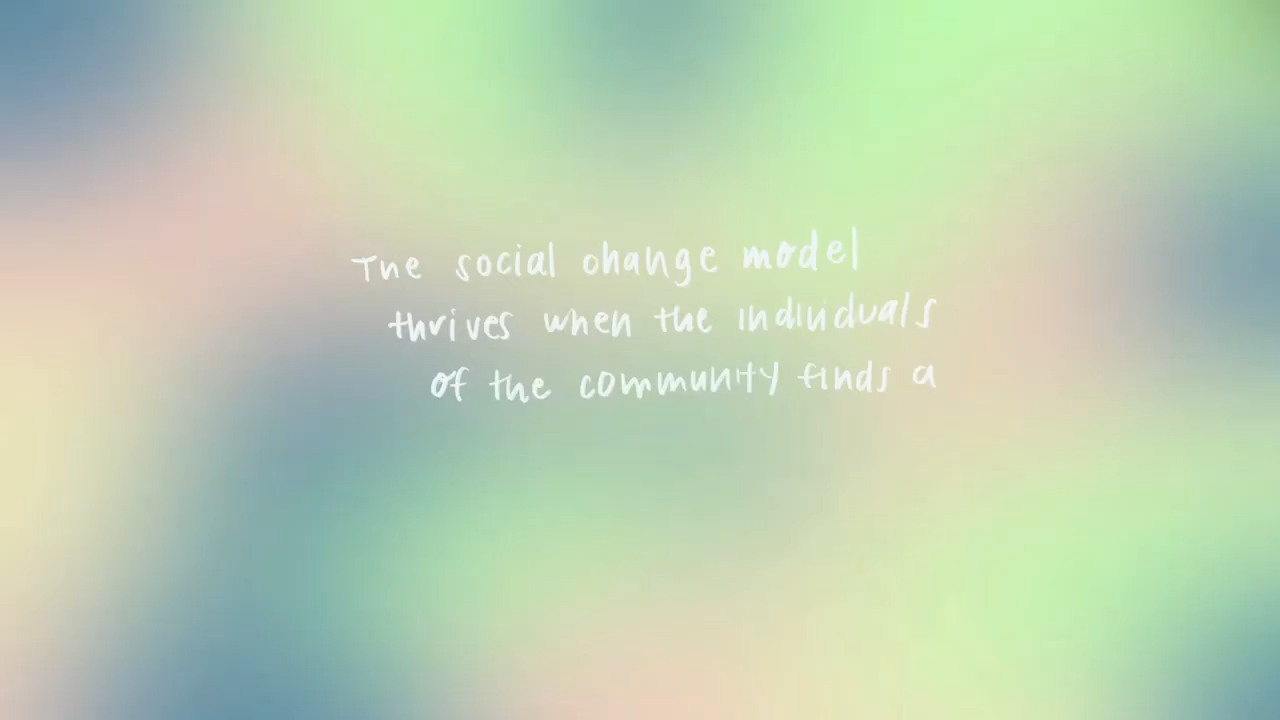 The social change model
thrives when the individuals
of the community finds a